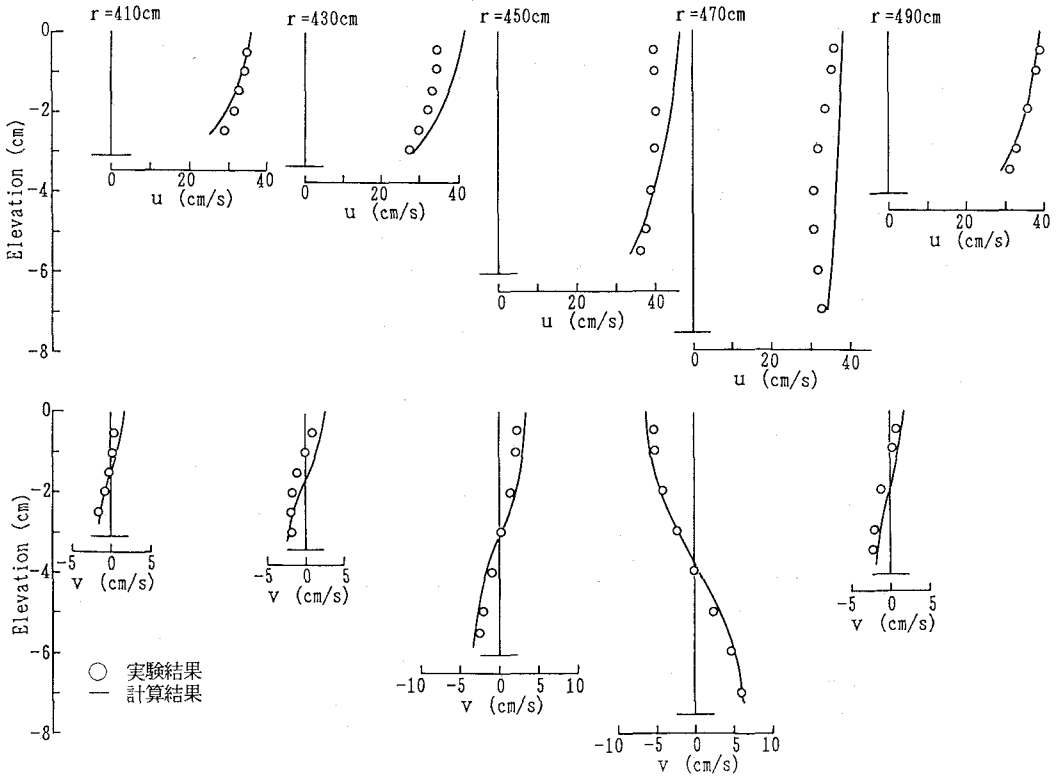 r=410cm
r=430cm
r=450cm
r=470cm
r=490cm
Elevation (cm)
0
-2
-4
-6
-8
0 20 40
u (cm/s)
0 20 40
u (cm/s)
0 20 40
u (cm/s)
0 20 40
u (cm/s)
0 20 40
u (cm/s)
Elevation (cm)
0
-2
-4
-6
-8
-5 0 5
v (cm/s)
-5 0 5
v (cm/s)
-10 -5 0 5 10
v (cm/s)
-10 -5 0 5 10
v (cm/s)
-5 0 5
v (cm/s)
○ 実験結果
— 計算結果